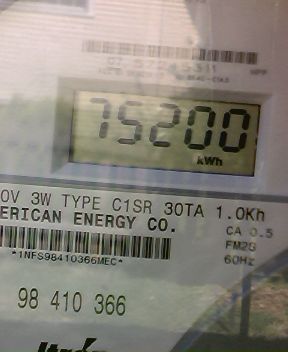 75200
kWh
0V 3W TYPE C1SR 30TA 1.0Kh
ERICAN ENERGY CO.
CA 0.5
FM2S
60Hz
*1NFS98410366MEC*
98 410 366
Itrón